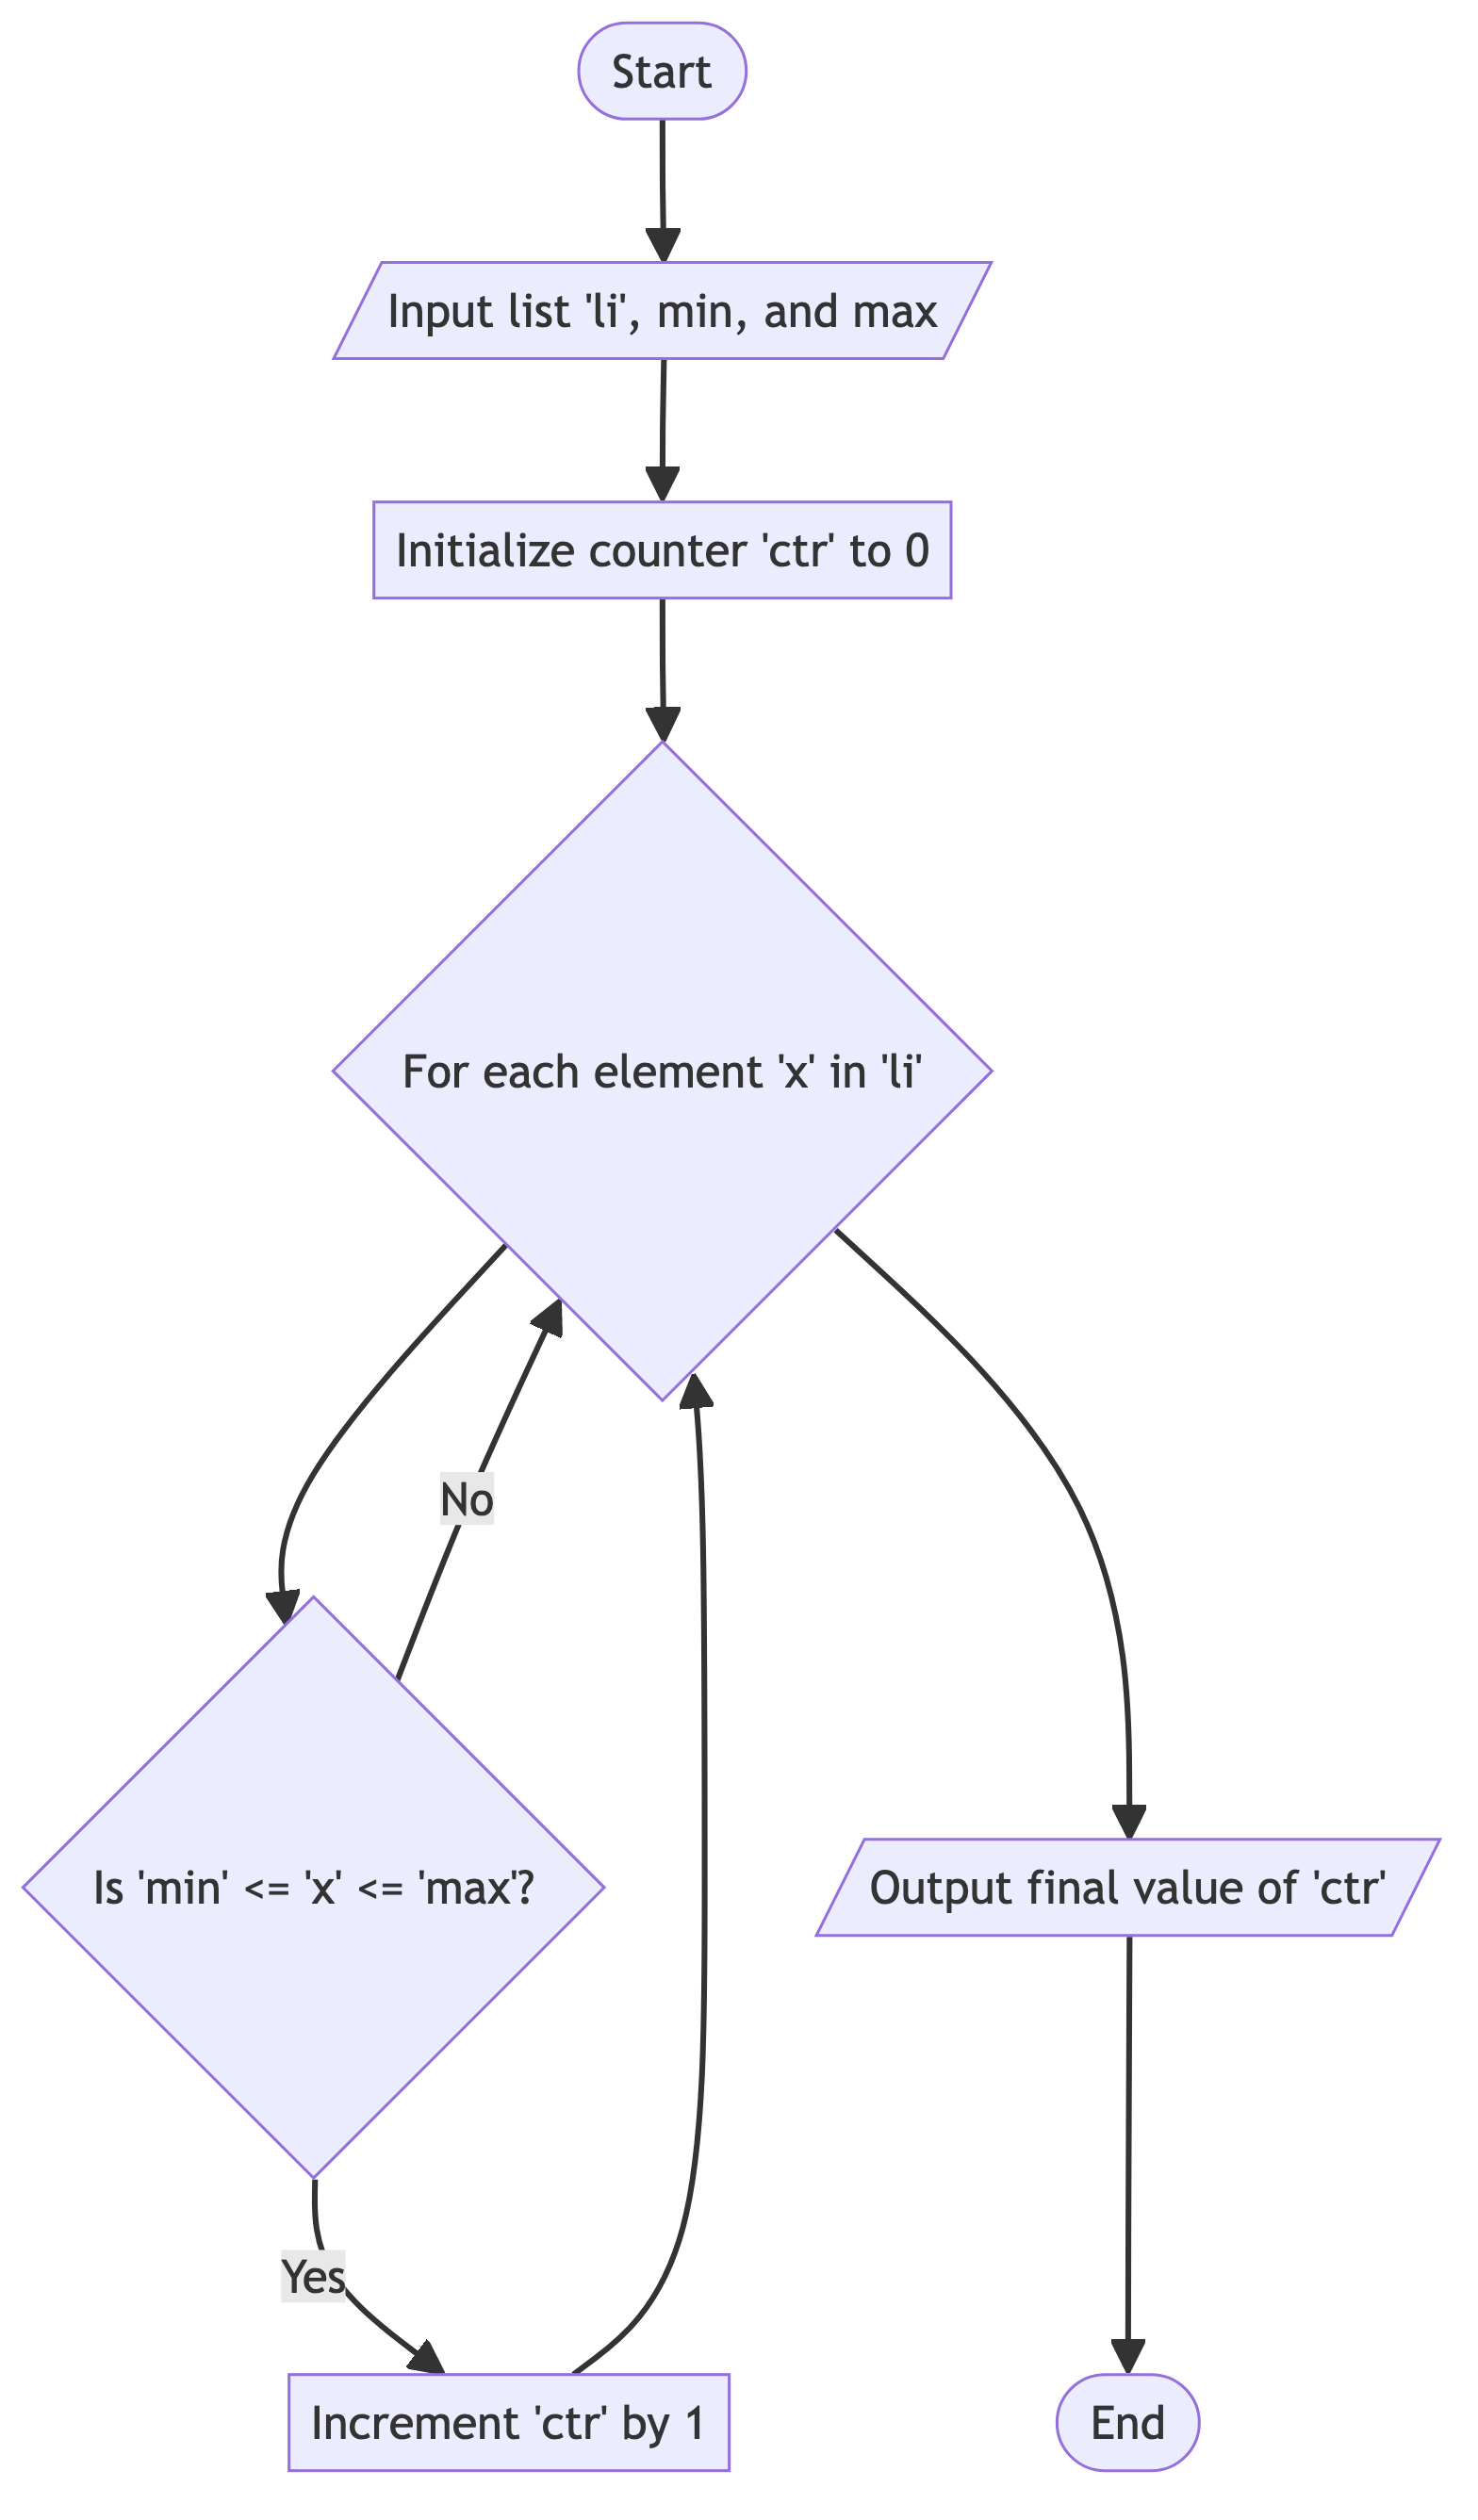 Start
Input list 'li', min, and max
Initialize counter 'ctr' to 0
For each element 'x' in 'li'
No
Is 'min' <= 'x' <= 'max'?
Output final value of 'ctr'
Yes
Increment 'ctr' by 1
End